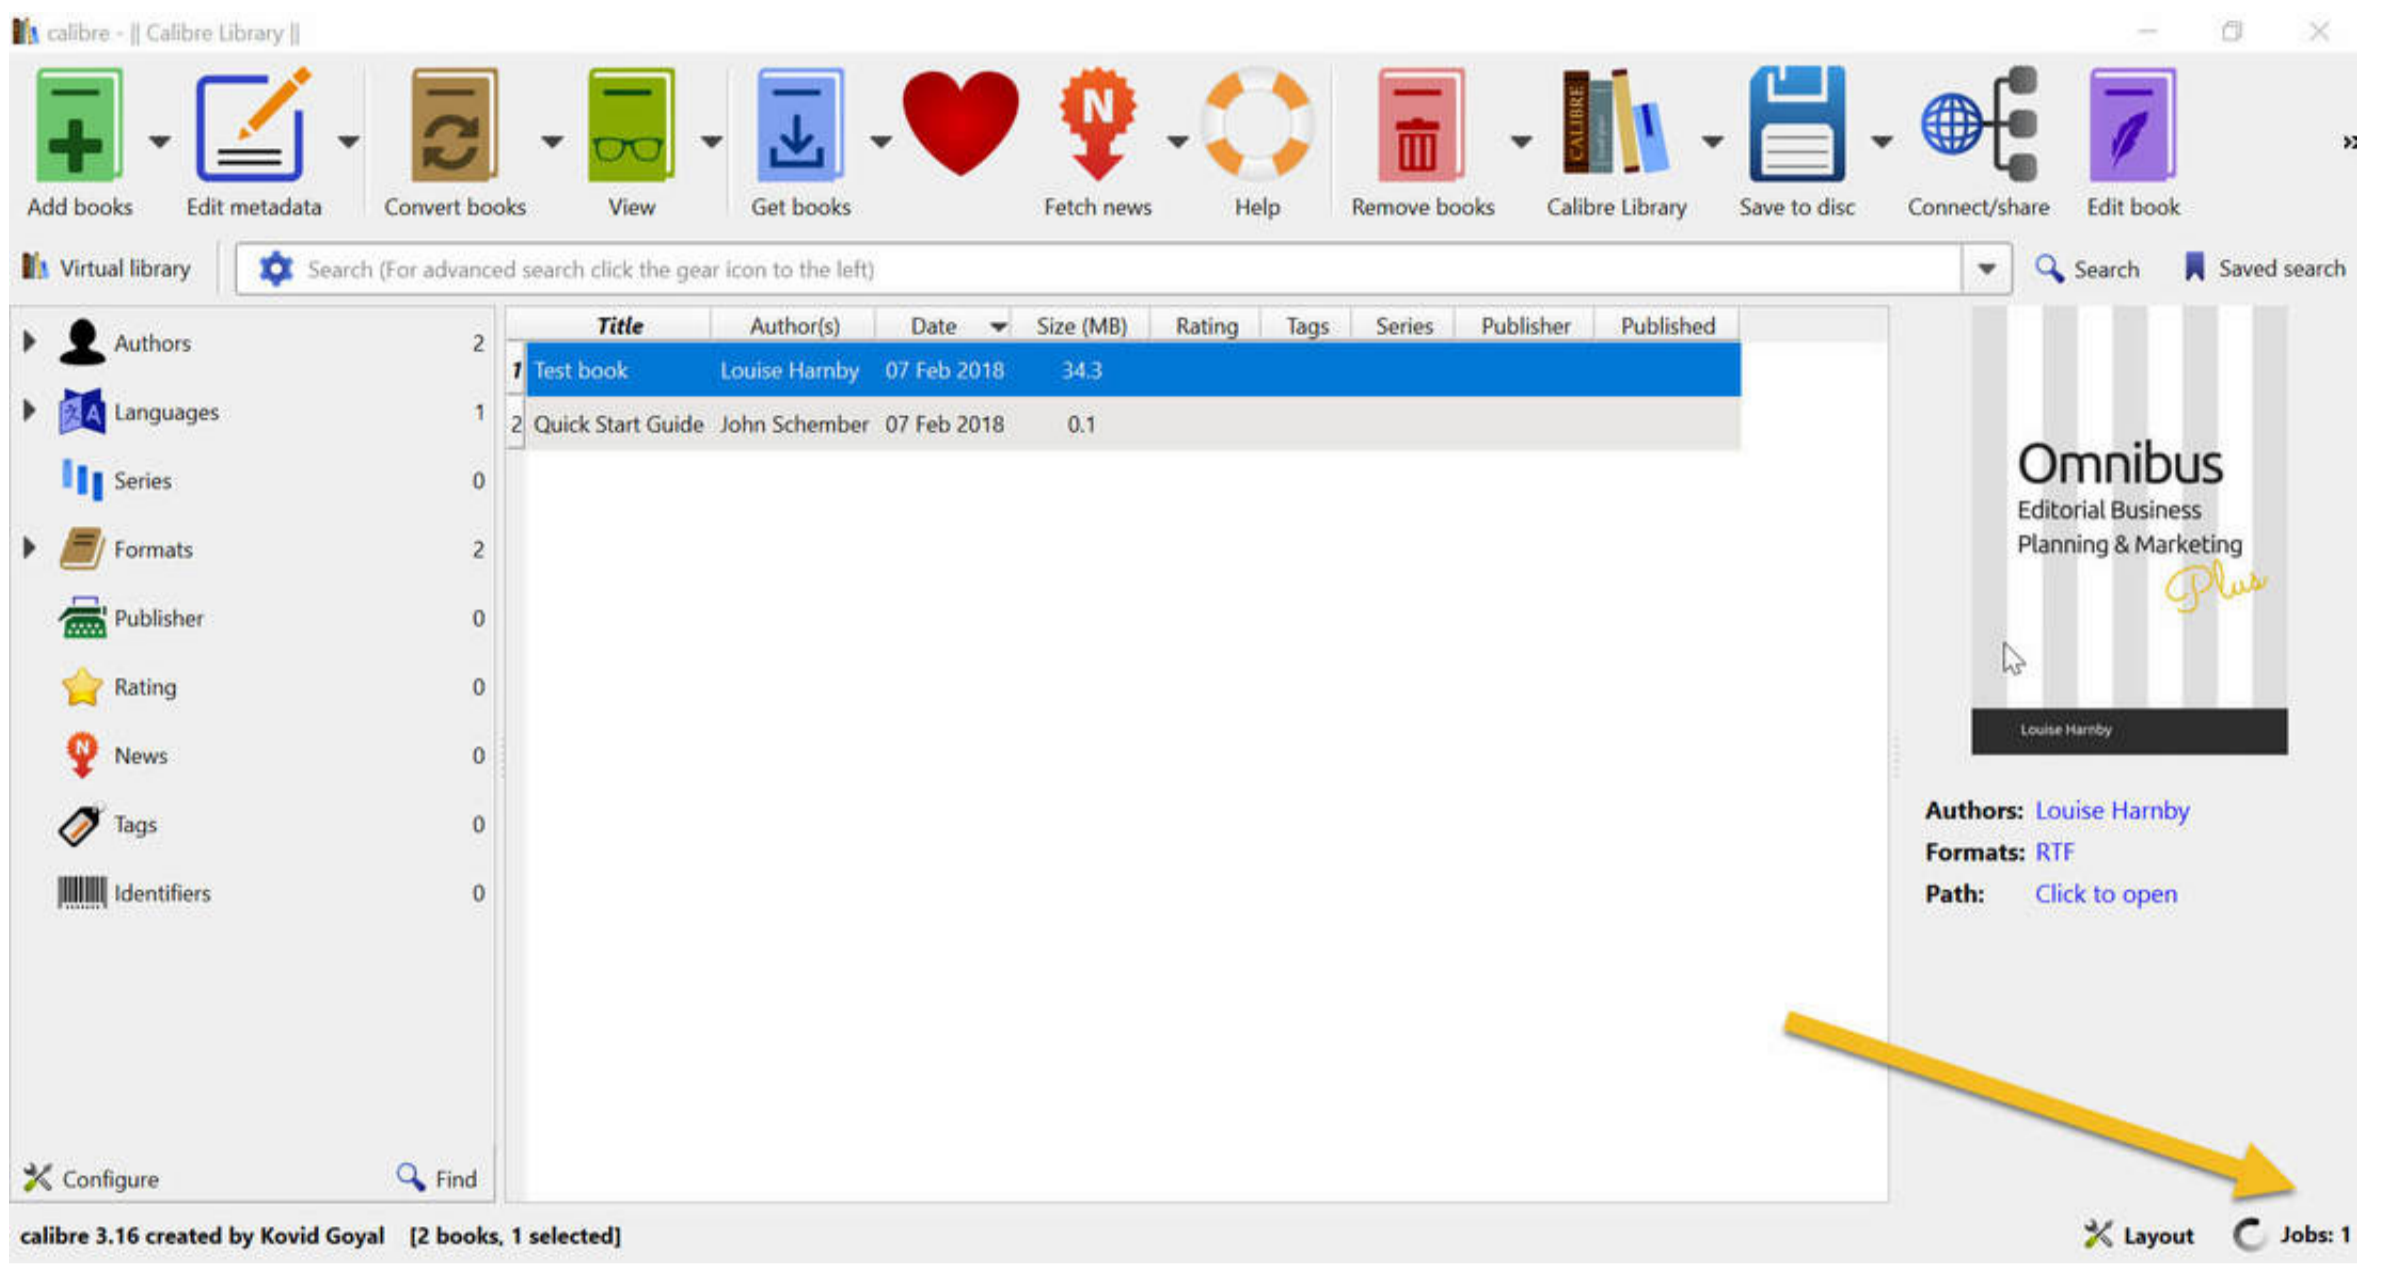 calibre - || Calibre Library ||
N
CALIBRE
Add books Edit metadata Convert books View Get books Fetch news Help Remove books Calibre Library Save to disc Connect/share Edit book
Virtual library Search (For advanced search click the gear icon to the left) Search Saved search
Title Author(s) Date Size (MB) Rating Tags Series Publisher Published
1 Test book Louise Harnby 07 Feb 2018 34.3
2 Quick Start Guide John Schember 07 Feb 2018 0.1
Authors 2
Languages 1
Series 0
Formats 2
Publisher 0
Rating 0
N
News 0
Tags 0
Identifiers 0
Configure Find
Omnibus
Editorial Business
Planning & Marketing
Plus
Louise Harnby
Authors: Louise Harnby
Formats: RTF
Path: Click to open
calibre 3.16 created by Kovid Goyal [2 books, 1 selected] Layout Jobs: 1